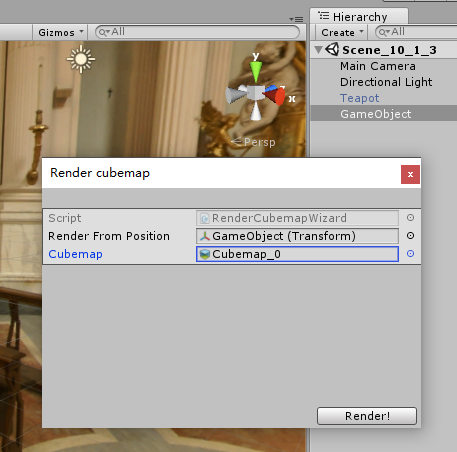 Hierarchy
Gizmos All
Create All
Scene_10_1_3
Main Camera
Directional Light
Teapot
GameObject
y
x
Persp
Render cubemap
x
Script RenderCubemapWizard
Render From Position GameObject (Transform)
Cubemap Cubemap_0
Render!